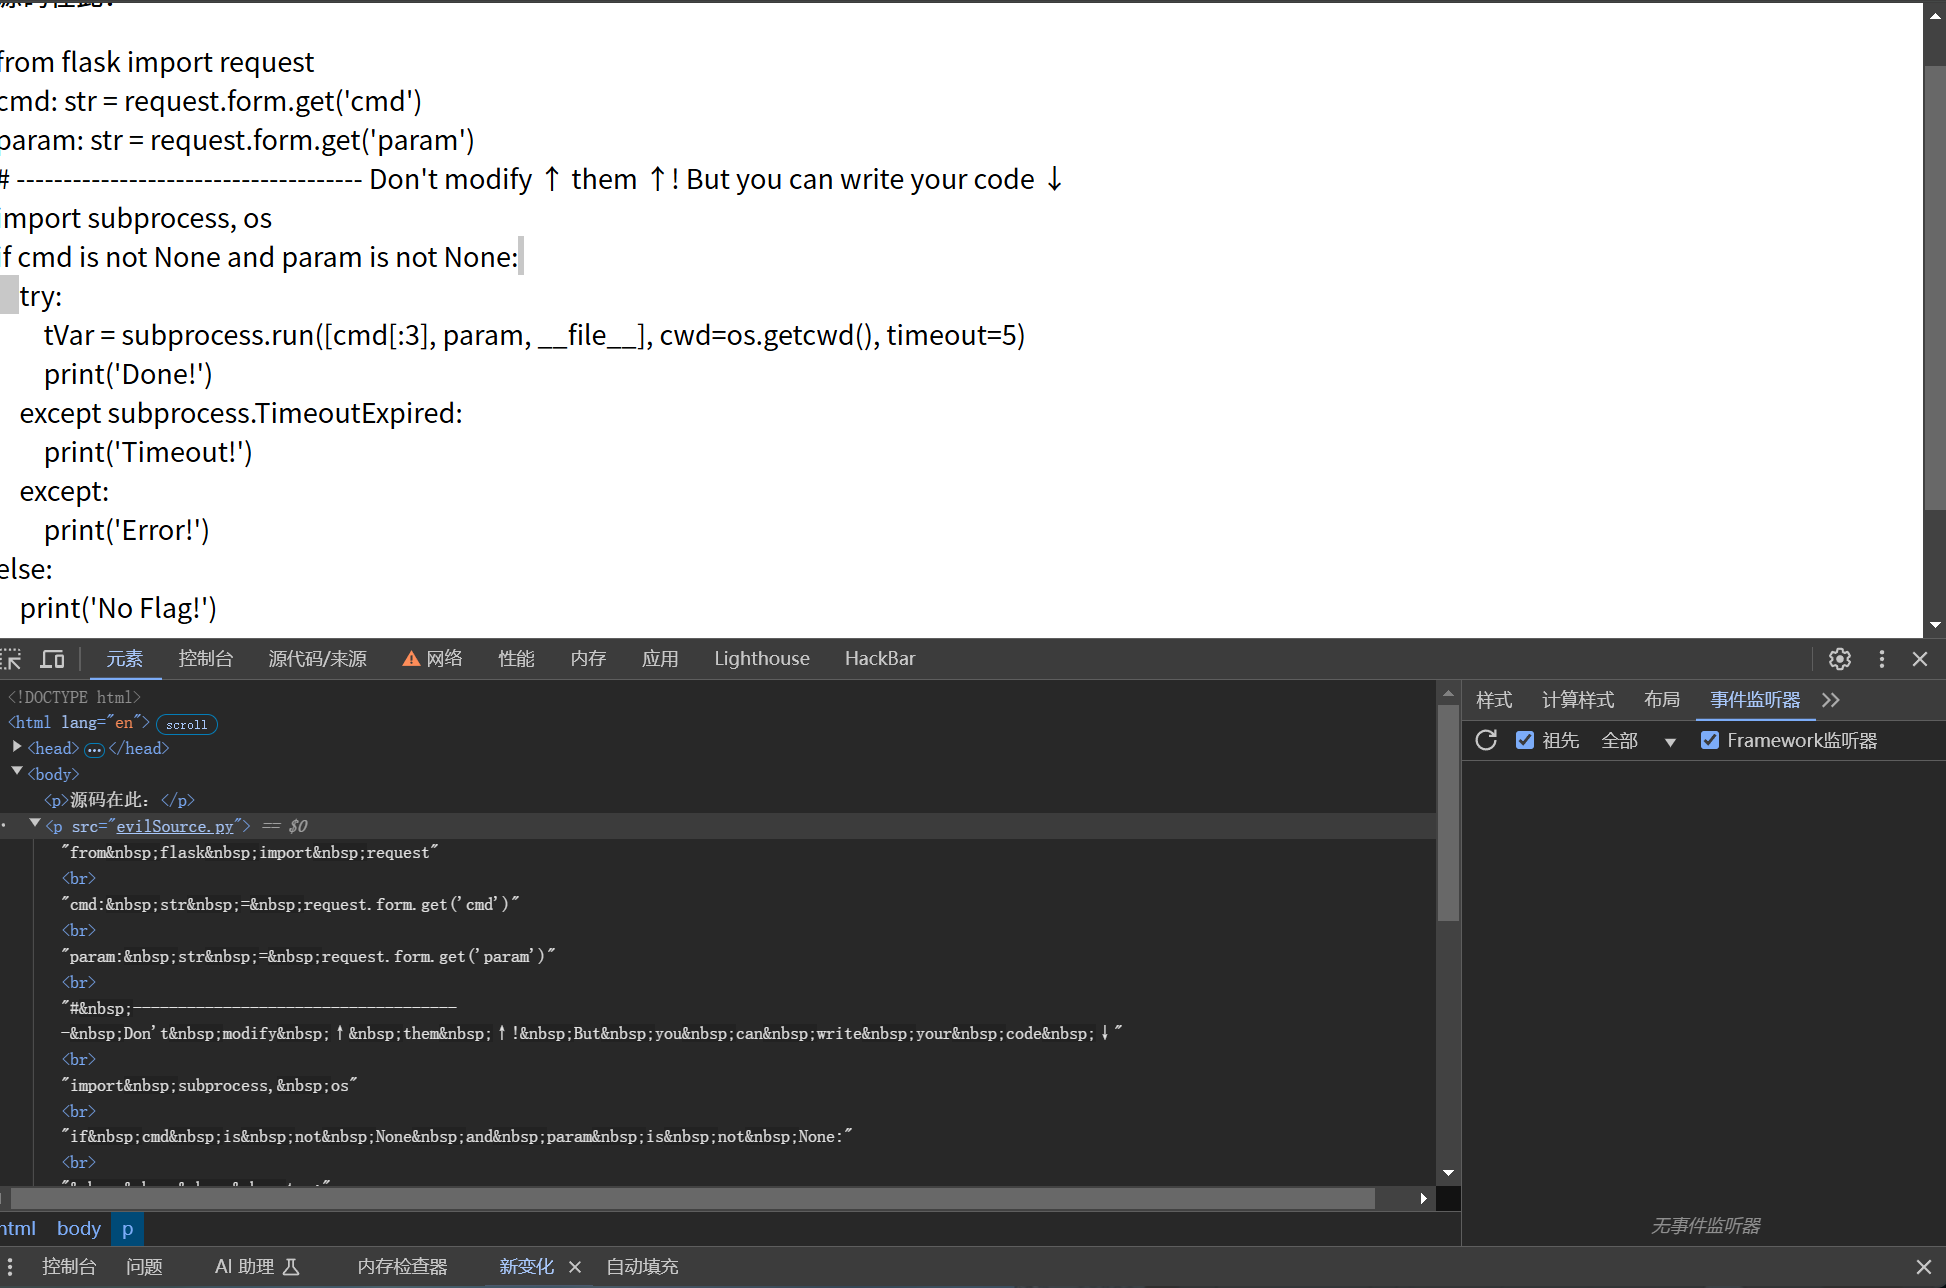 源码在此：
from flask import request
cmd: str = request.form.get('cmd')
param: str = request.form.get('param')
# ------------------------------------- Don't modify ↑ them ↑! But you can write your code ↓
import subprocess, os
if cmd is not None and param is not None:
try:
tVar = subprocess.run([cmd[:3], param, __file__], cwd=os.getcwd(), timeout=5)
print('Done!')
except subprocess.TimeoutExpired:
print('Timeout!')
except:
print('Error!')
else:
print('No Flag!')
元素 控制台 源代码/来源 网络 性能 内存 应用 Lighthouse HackBar
<!DOCTYPE html>
<html lang="en"> scroll
<head> ... </head>
<body>
<p>源码在此：</p>
<p src="evilSource.py"> == $0
"from&nbsp;flask&nbsp;import&nbsp;request"
<br>
"cmd:&nbsp;str&nbsp;=&nbsp;request.form.get('cmd')"
<br>
"param:&nbsp;str&nbsp;=&nbsp;request.form.get('param')"
<br>
"#&nbsp;------------------------------------
-&nbsp;Don't&nbsp;modify&nbsp;↑&nbsp;them&nbsp;↑!&nbsp;But&nbsp;you&nbsp;can&nbsp;write&nbsp;your&nbsp;code&nbsp;↓"
<br>
"import&nbsp;subprocess,&nbsp;os"
<br>
"if&nbsp;cmd&nbsp;is&nbsp;not&nbsp;None&nbsp;and&nbsp;param&nbsp;is&nbsp;not&nbsp;None:"
<br>
html body p
样式 计算样式 布局 事件监听器
祖先 全部 Framework监听器
无事件监听器
控制台 问题 AI 助理 内存检查器 新变化 自动填充